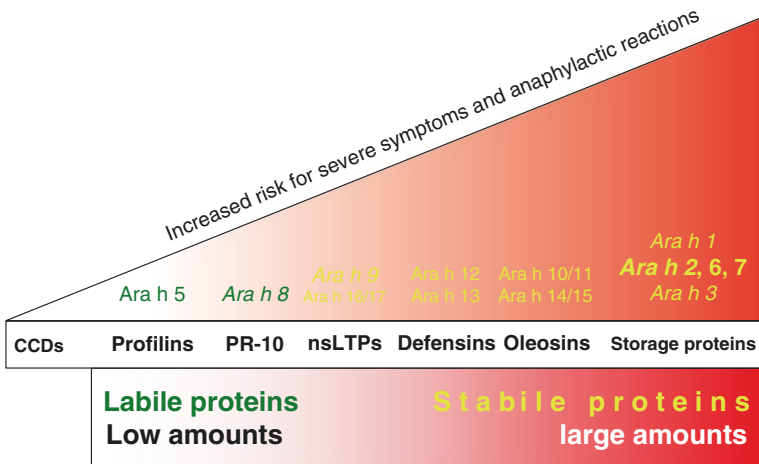 Increased risk for severe symptoms and anaphylactic reactions
Ara h 5
Ara h 8
Ara h 9
Ara h 16/17
Ara h 12
Ara h 13
Ara h 10/11
Ara h 14/15
Ara h 1
Ara h 2, 6, 7
Ara h 3
CCDs Profilins PR-10 nsLTPs Defensins Oleosins Storage proteins
Labile proteins Stabile proteins
Low amounts large amounts